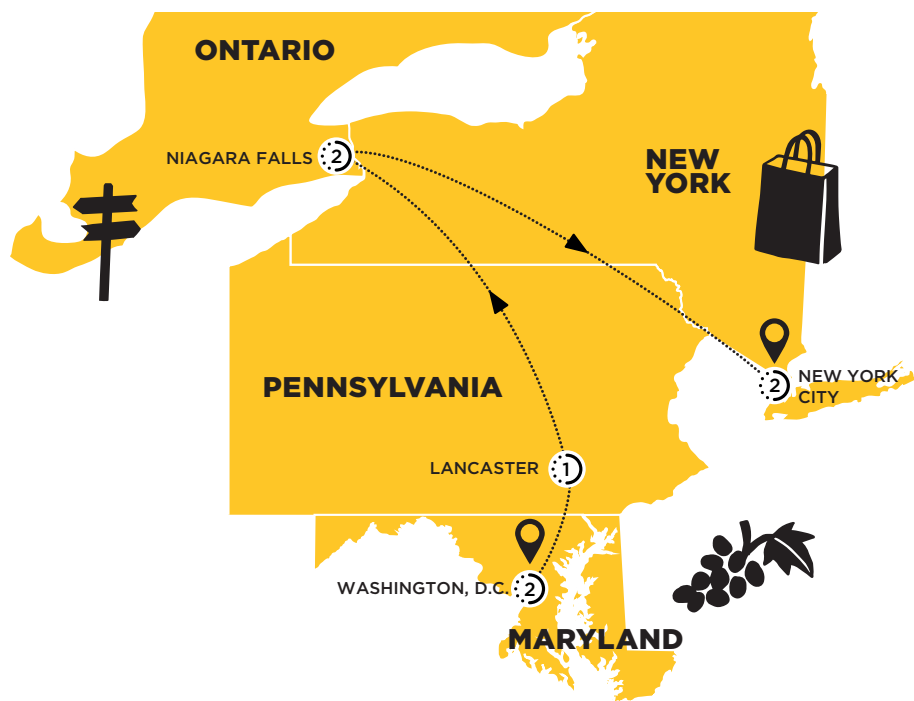 ONTARIO
NIAGARA FALLS
2
NEW
YORK
PENNSYLVANIA
2
NEW YORK
CITY
LANCASTER
1
WASHINGTON, D.C.
2
MARYLAND